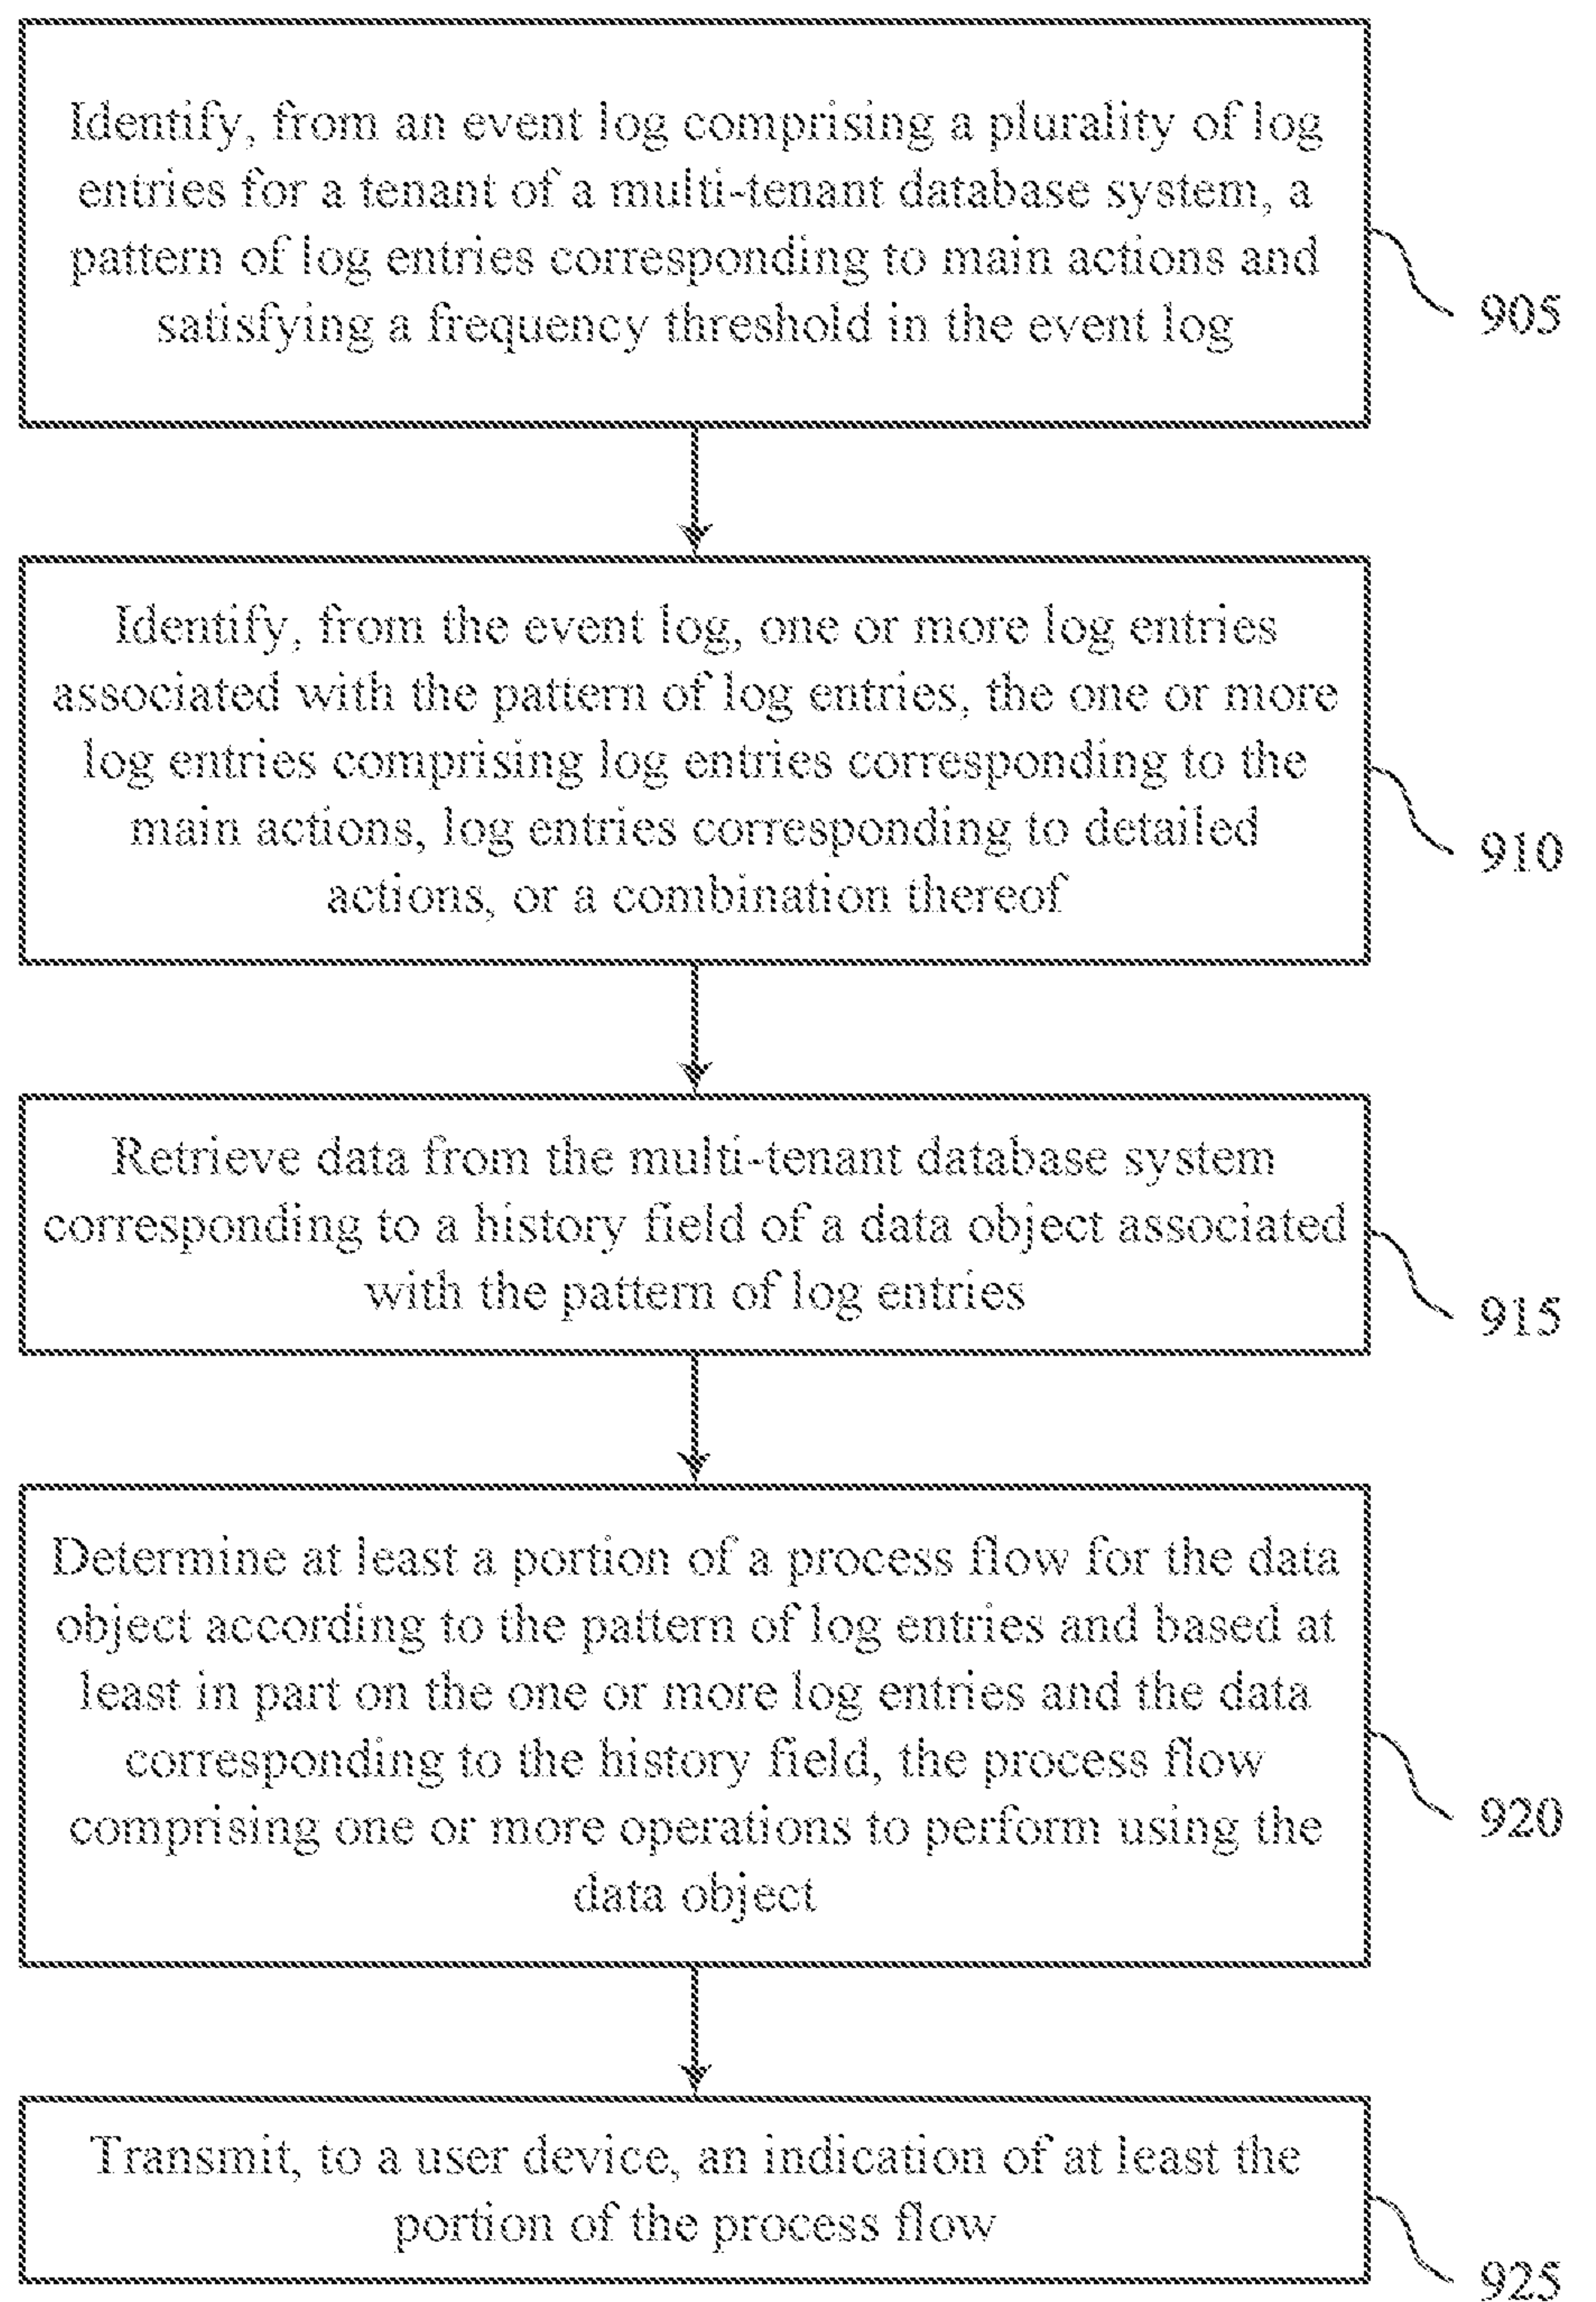 Identify, from an event log comprising a plurality of log
entries for a tenant of a multi-tenant database system, a
pattern of log entries corresponding to main actions and
satisfying a frequency threshold in the event log
905
Identify, from the event log, one or more log entries
associated with the pattern of log entries, the one or more
log entries comprising log entries corresponding to the
main actions, log entries corresponding to detailed
actions, or a combination thereof
910
Retrieve data from the multi-tenant database system
corresponding to a history field of a data object associated
with the pattern of log entries
915
Determine at least a portion of a process flow for the data
object according to the pattern of log entries and based at
least in part on the one or more log entries and the data
corresponding to the history field, the process flow
comprising one or more operations to perform using the
data object
920
Transmit, to a user device, an indication of at least the
portion of the process flow
925